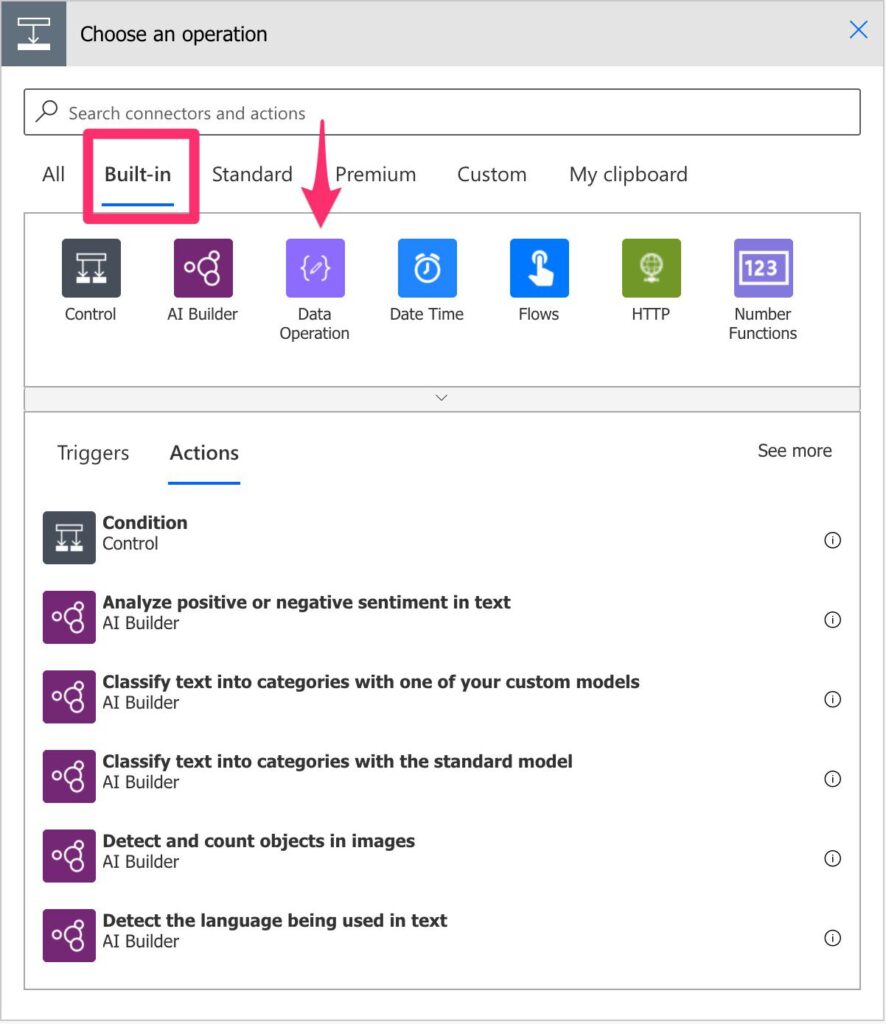 Choose an operation
Search connectors and actions
All Built-in Standard Premium Custom My clipboard
Control AI Builder Data Operation Date Time Flows HTTP 123 Number Functions
Triggers Actions See more
Condition
Control
Analyze positive or negative sentiment in text
AI Builder
Classify text into categories with one of your custom models
AI Builder
Classify text into categories with the standard model
AI Builder
Detect and count objects in images
AI Builder
Detect the language being used in text
AI Builder